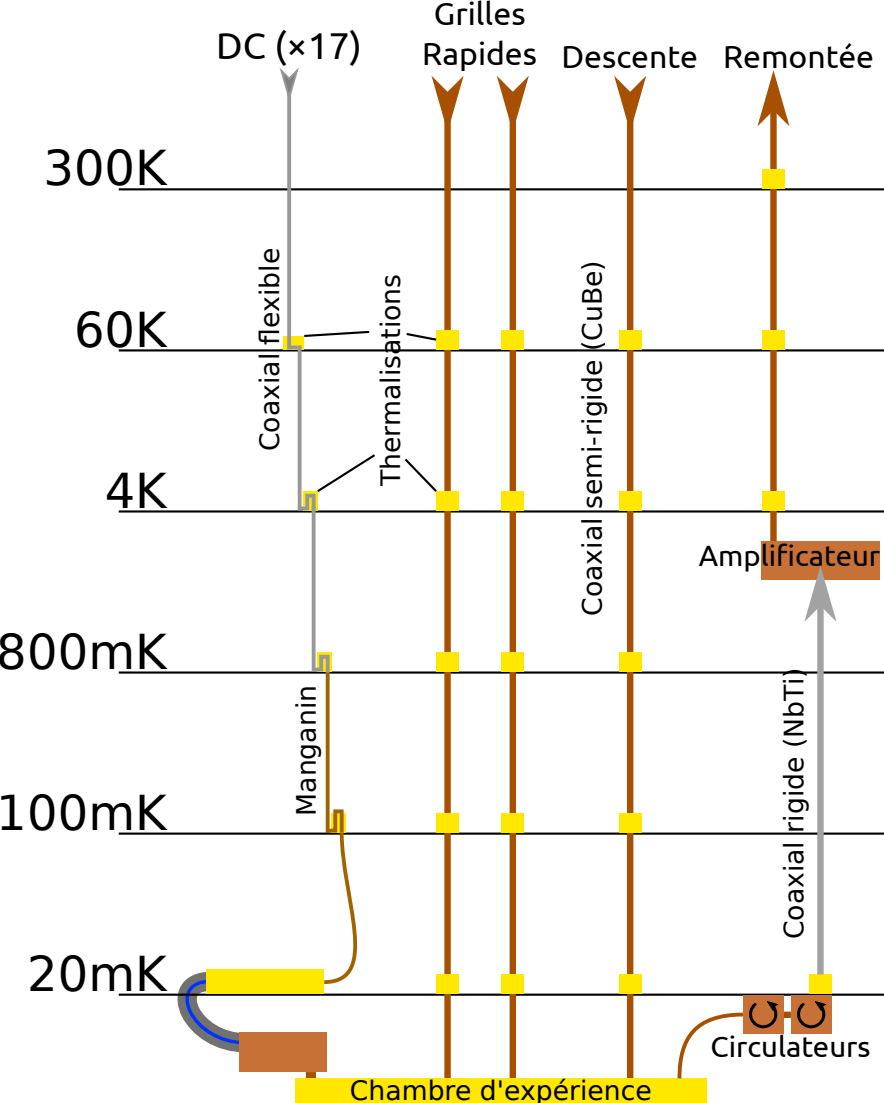 DC (×17)
Grilles
Rapides
Descente
Remontée
300K
Coaxial flexible
Thermalisations
Coaxial semi-rigide (CuBe)
60K
4K
Amplificateur
800mK
Manganin
Coaxial rigide (NbTi)
100mK
20mK
Circulateurs
Chambre d'expérience